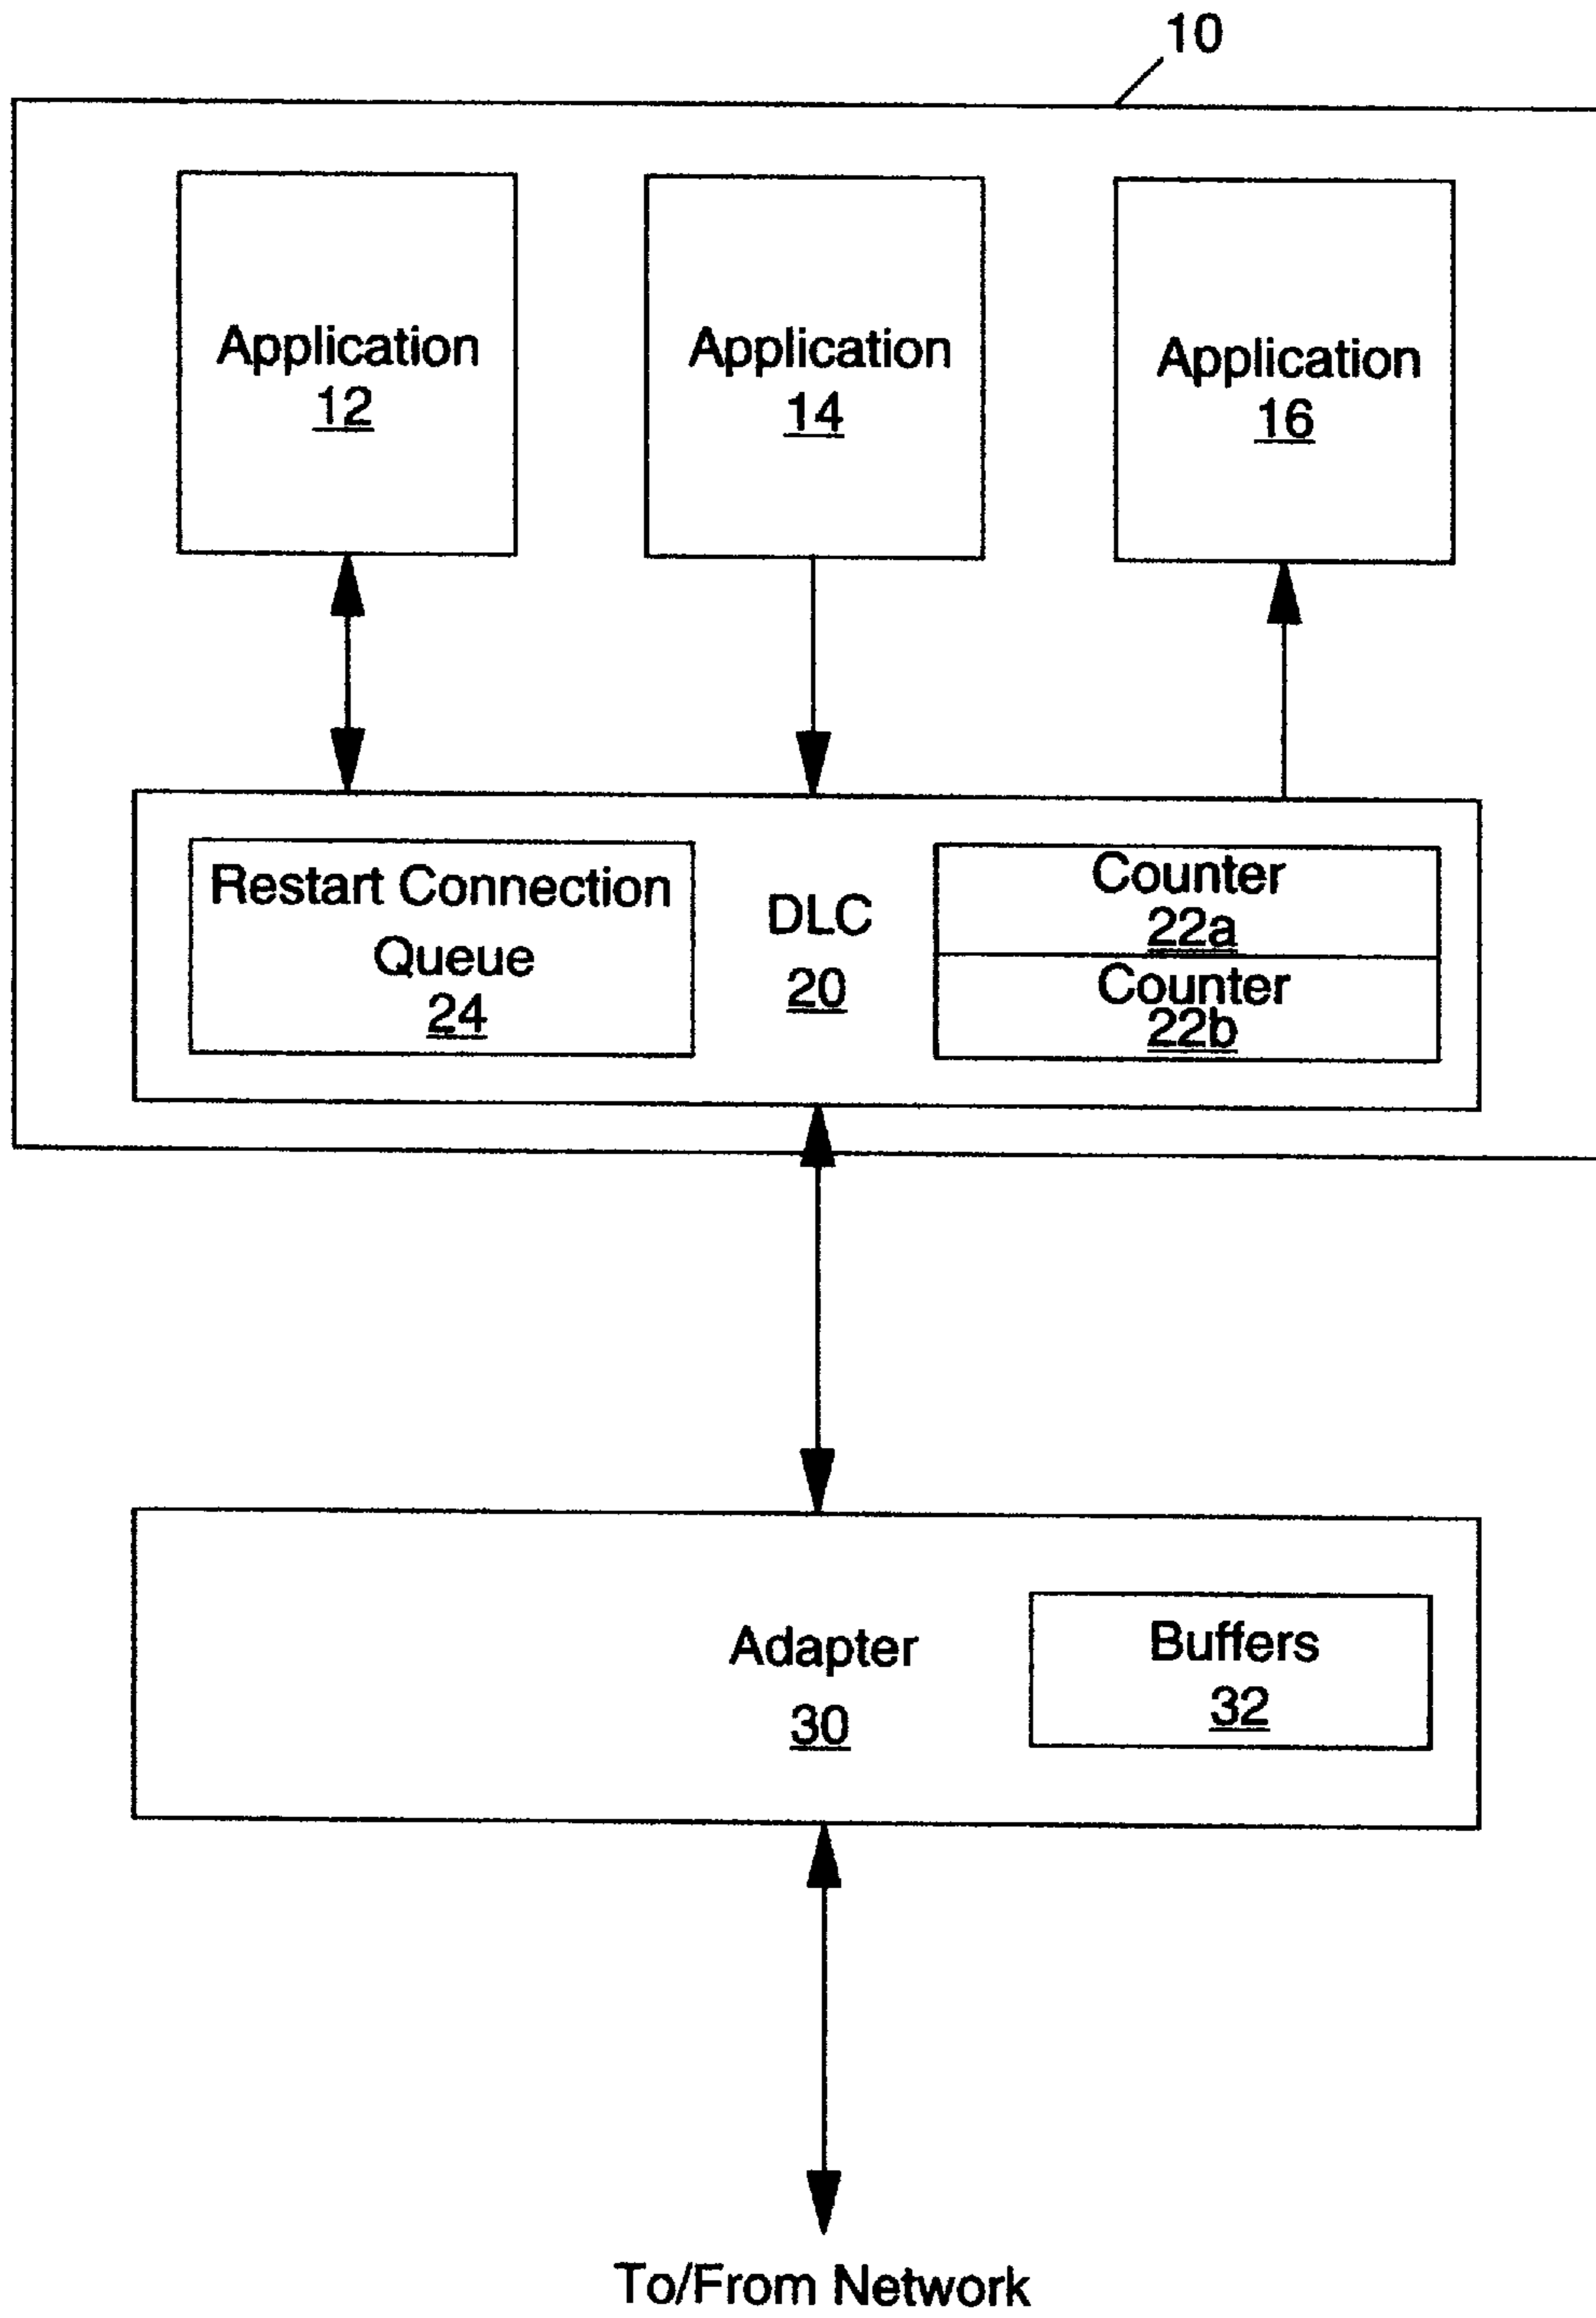 10
Application
12
Application
14
Application
16
Restart Connection
Queue
24
DLC
20
Counter
22a
Counter
22b
Adapter
30
Buffers
32
To/From Network